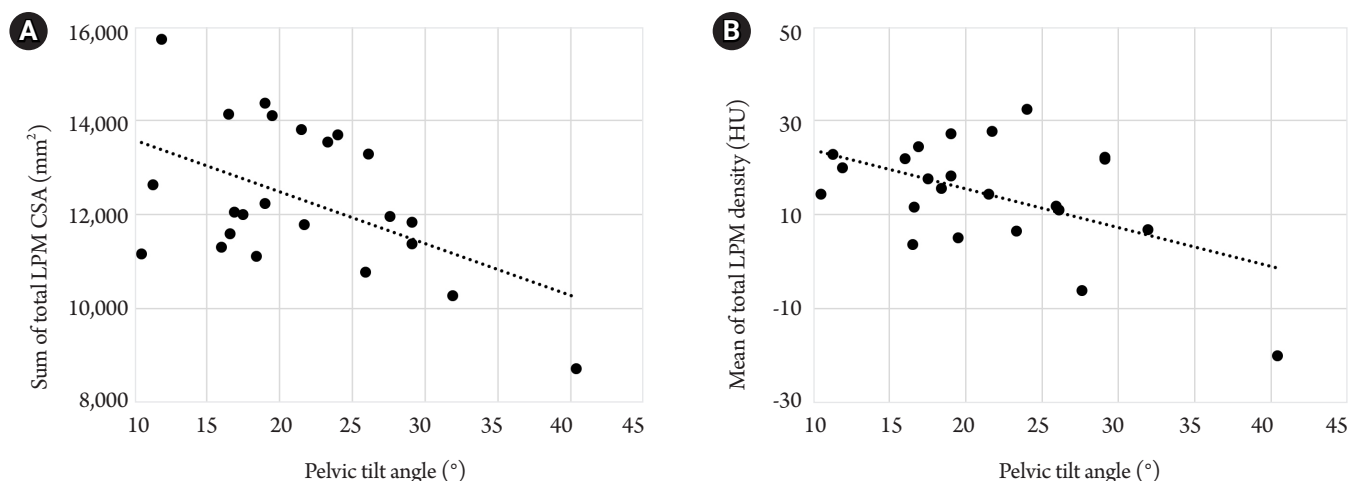 A
Sum of total LPM CSA (mm²)
16,000
14,000
12,000
10,000
8,000
10 15 20 25 30 35 40 45
Pelvic tilt angle (°)
B
Mean of total LPM density (HU)
50
30
10
-10
-30
10 15 20 25 30 35 40 45
Pelvic tilt angle (°)